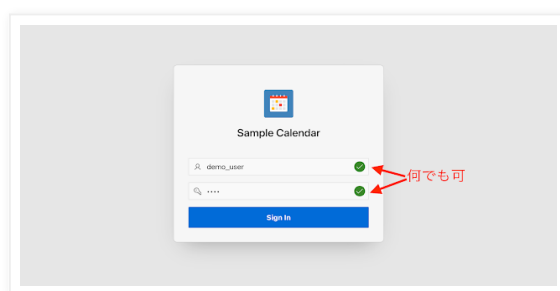 Sample Calendar
demo_user
••••
何でも可
Sign In